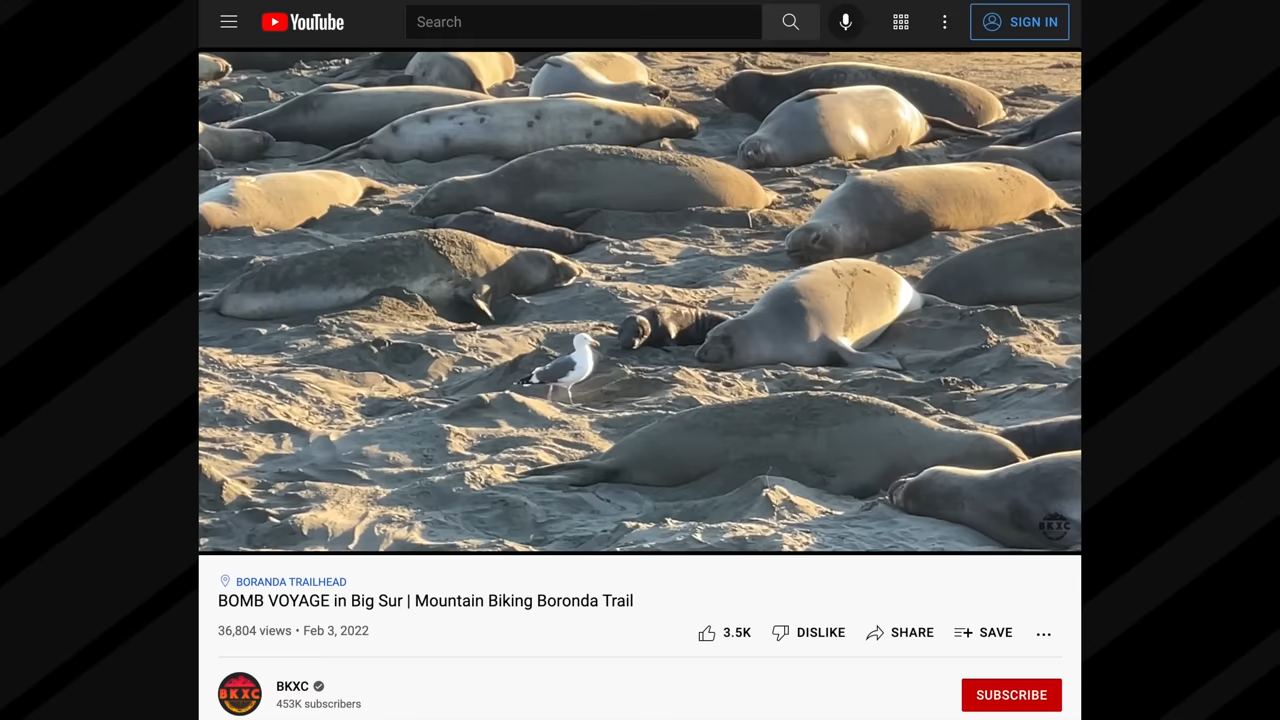 YouTube
Search
SIGN IN
BKXC
BORANDA TRAILHEAD
BOMB VOYAGE in Big Sur | Mountain Biking Boronda Trail
36,804 views • Feb 3, 2022
3.5K
DISLIKE
SHARE
SAVE
BKXC
BKXC
453K subscribers
SUBSCRIBE